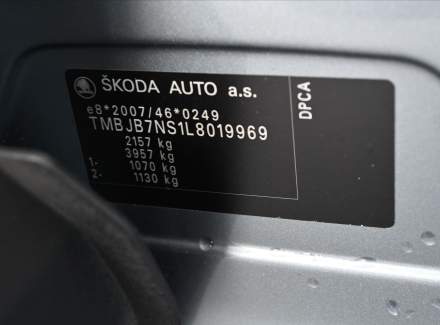 ŠKODA AUTO a.s.
e8*2007/46*0249
TMBJB7NS1L8019969
2157 kg
3957 kg
1- 1070 kg
2- 1130 kg
DPCA